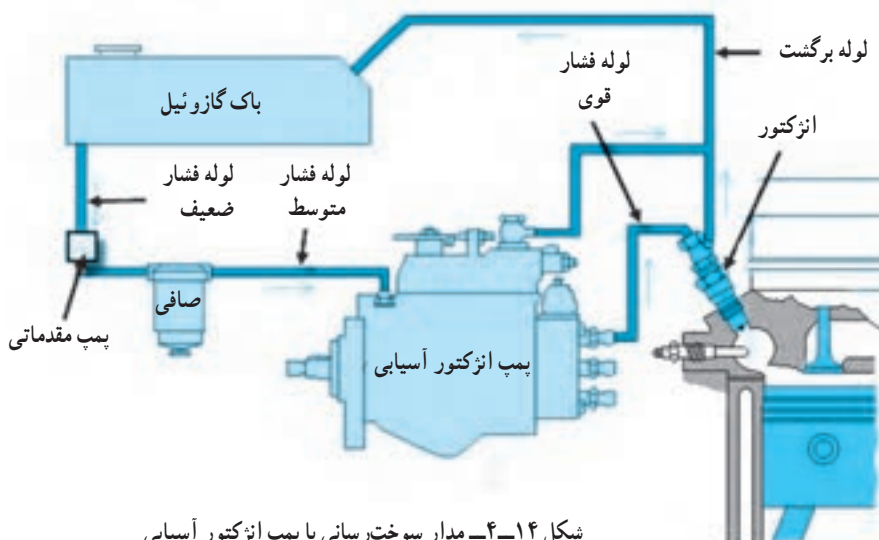 لوله برگشت
لوله فشار
قوی
انژکتور
باک گازوئیل
لوله فشار
متوسط
لوله فشار
ضعیف
صافی
پمپ مقدماتی
پمپ انژکتور آسیابی
شکل ۱۴ــ۴ــ مدار سوخت‌رسانی با پمپ انژکتور آسیابی